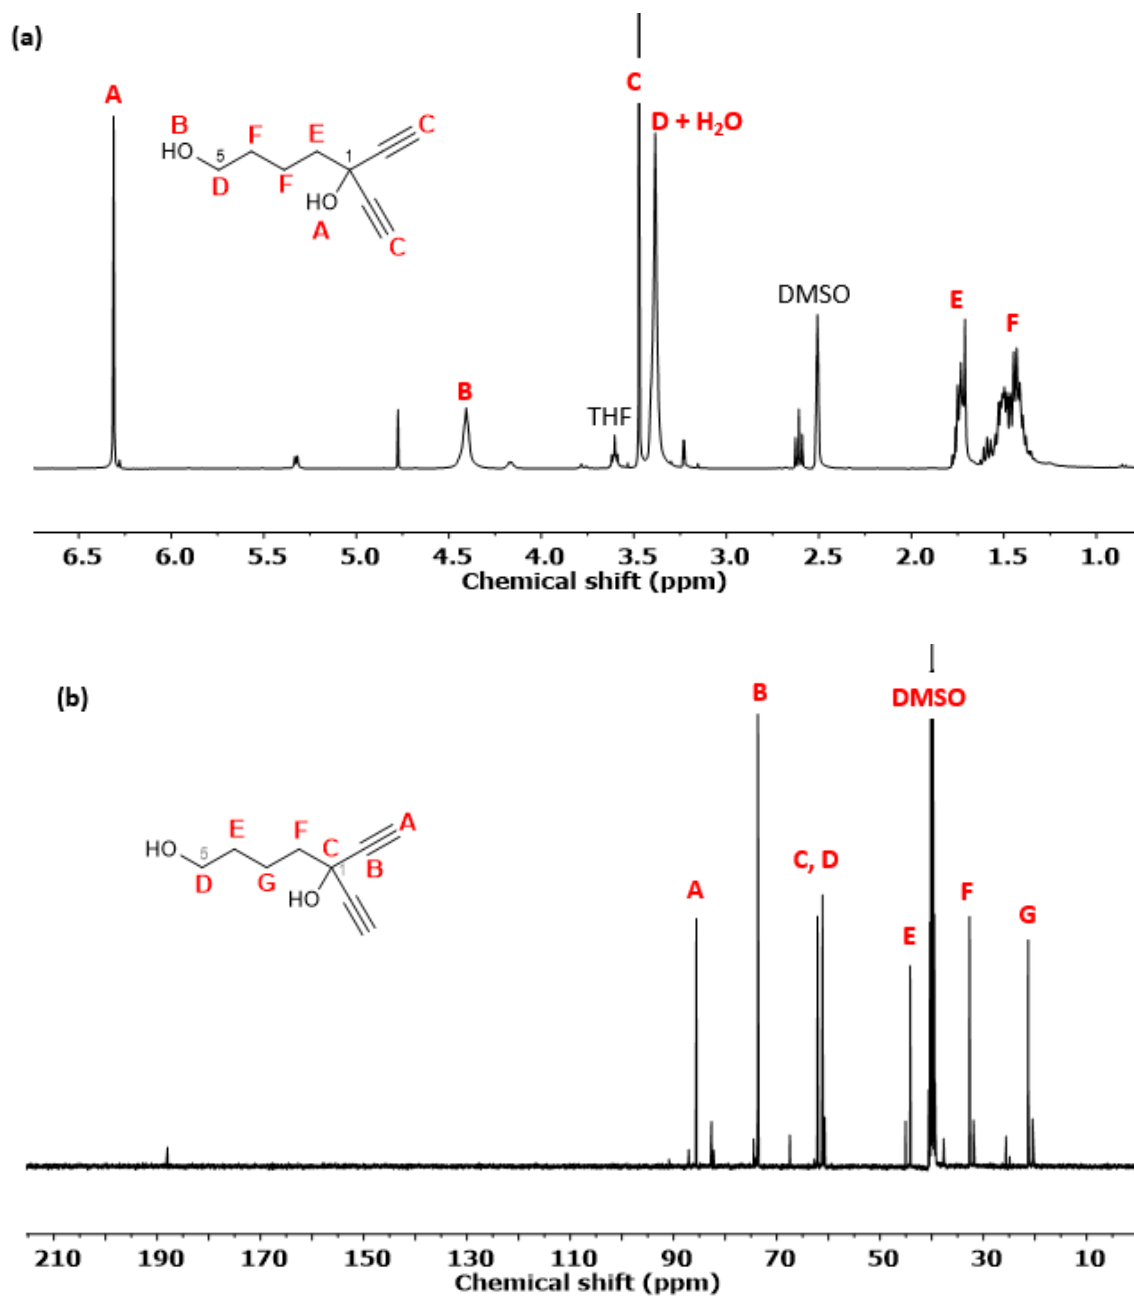 (a)
A
C
D + H₂O
B
F
E
1
C
HO
5
D
F
HO
A
C
DMSO
E
F
B
THF
6.5 6.0 5.5 5.0 4.5 4.0 3.5 3.0 2.5 2.0 1.5 1.0
Chemical shift (ppm)
(b)
B
DMSO
E
F
A
C
HO
5
1
B
D
G
HO
C, D
A
F
E
G
210 190 170 150 130 110 90 70 50 30 10
Chemical shift (ppm)